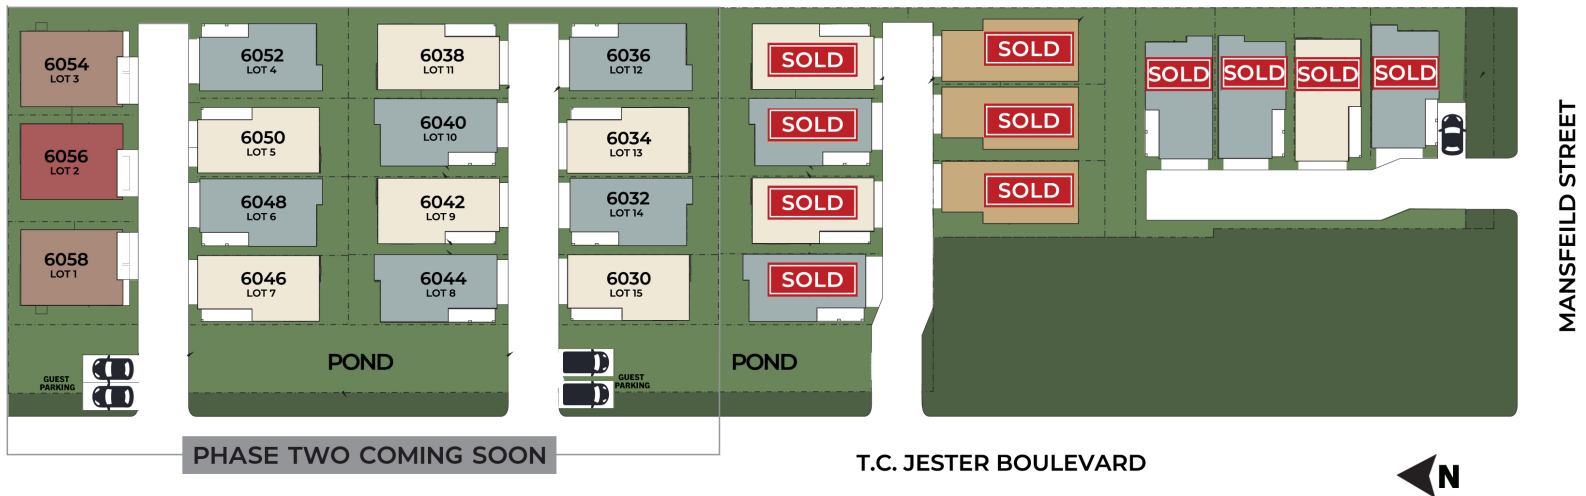 6054
LOT 3
6052
LOT 4
6038
LOT 11
6036
LOT 12
SOLD
SOLD
SOLD
SOLD
SOLD
SOLD
6056
LOT 2
6050
LOT 5
6040
LOT 10
6034
LOT 13
SOLD
SOLD
6048
LOT 6
6042
LOT 9
6032
LOT 14
SOLD
SOLD
6058
LOT 1
6046
LOT 7
6044
LOT 8
6030
LOT 15
SOLD
MANSFEILD STREET
POND
POND
GUEST
PARKING
GUEST
PARKING
PHASE TWO COMING SOON
T.C. JESTER BOULEVARD
N